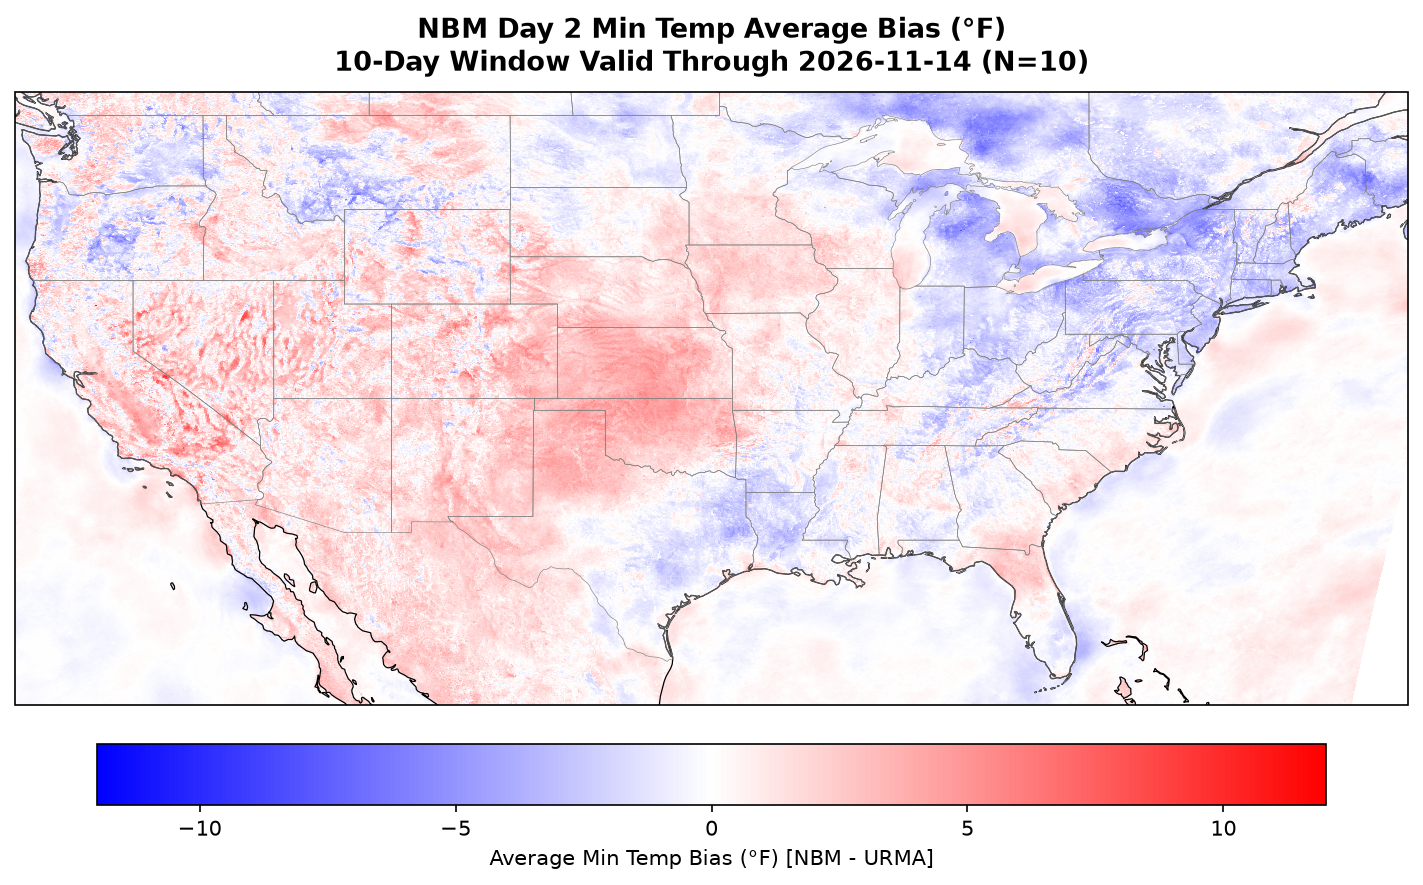 NBM Day 2 Min Temp Average Bias (°F)
10-Day Window Valid Through 2026-11-14 (N=10)
−10 −5 0 5 10
Average Min Temp Bias (°F) [NBM - URMA]